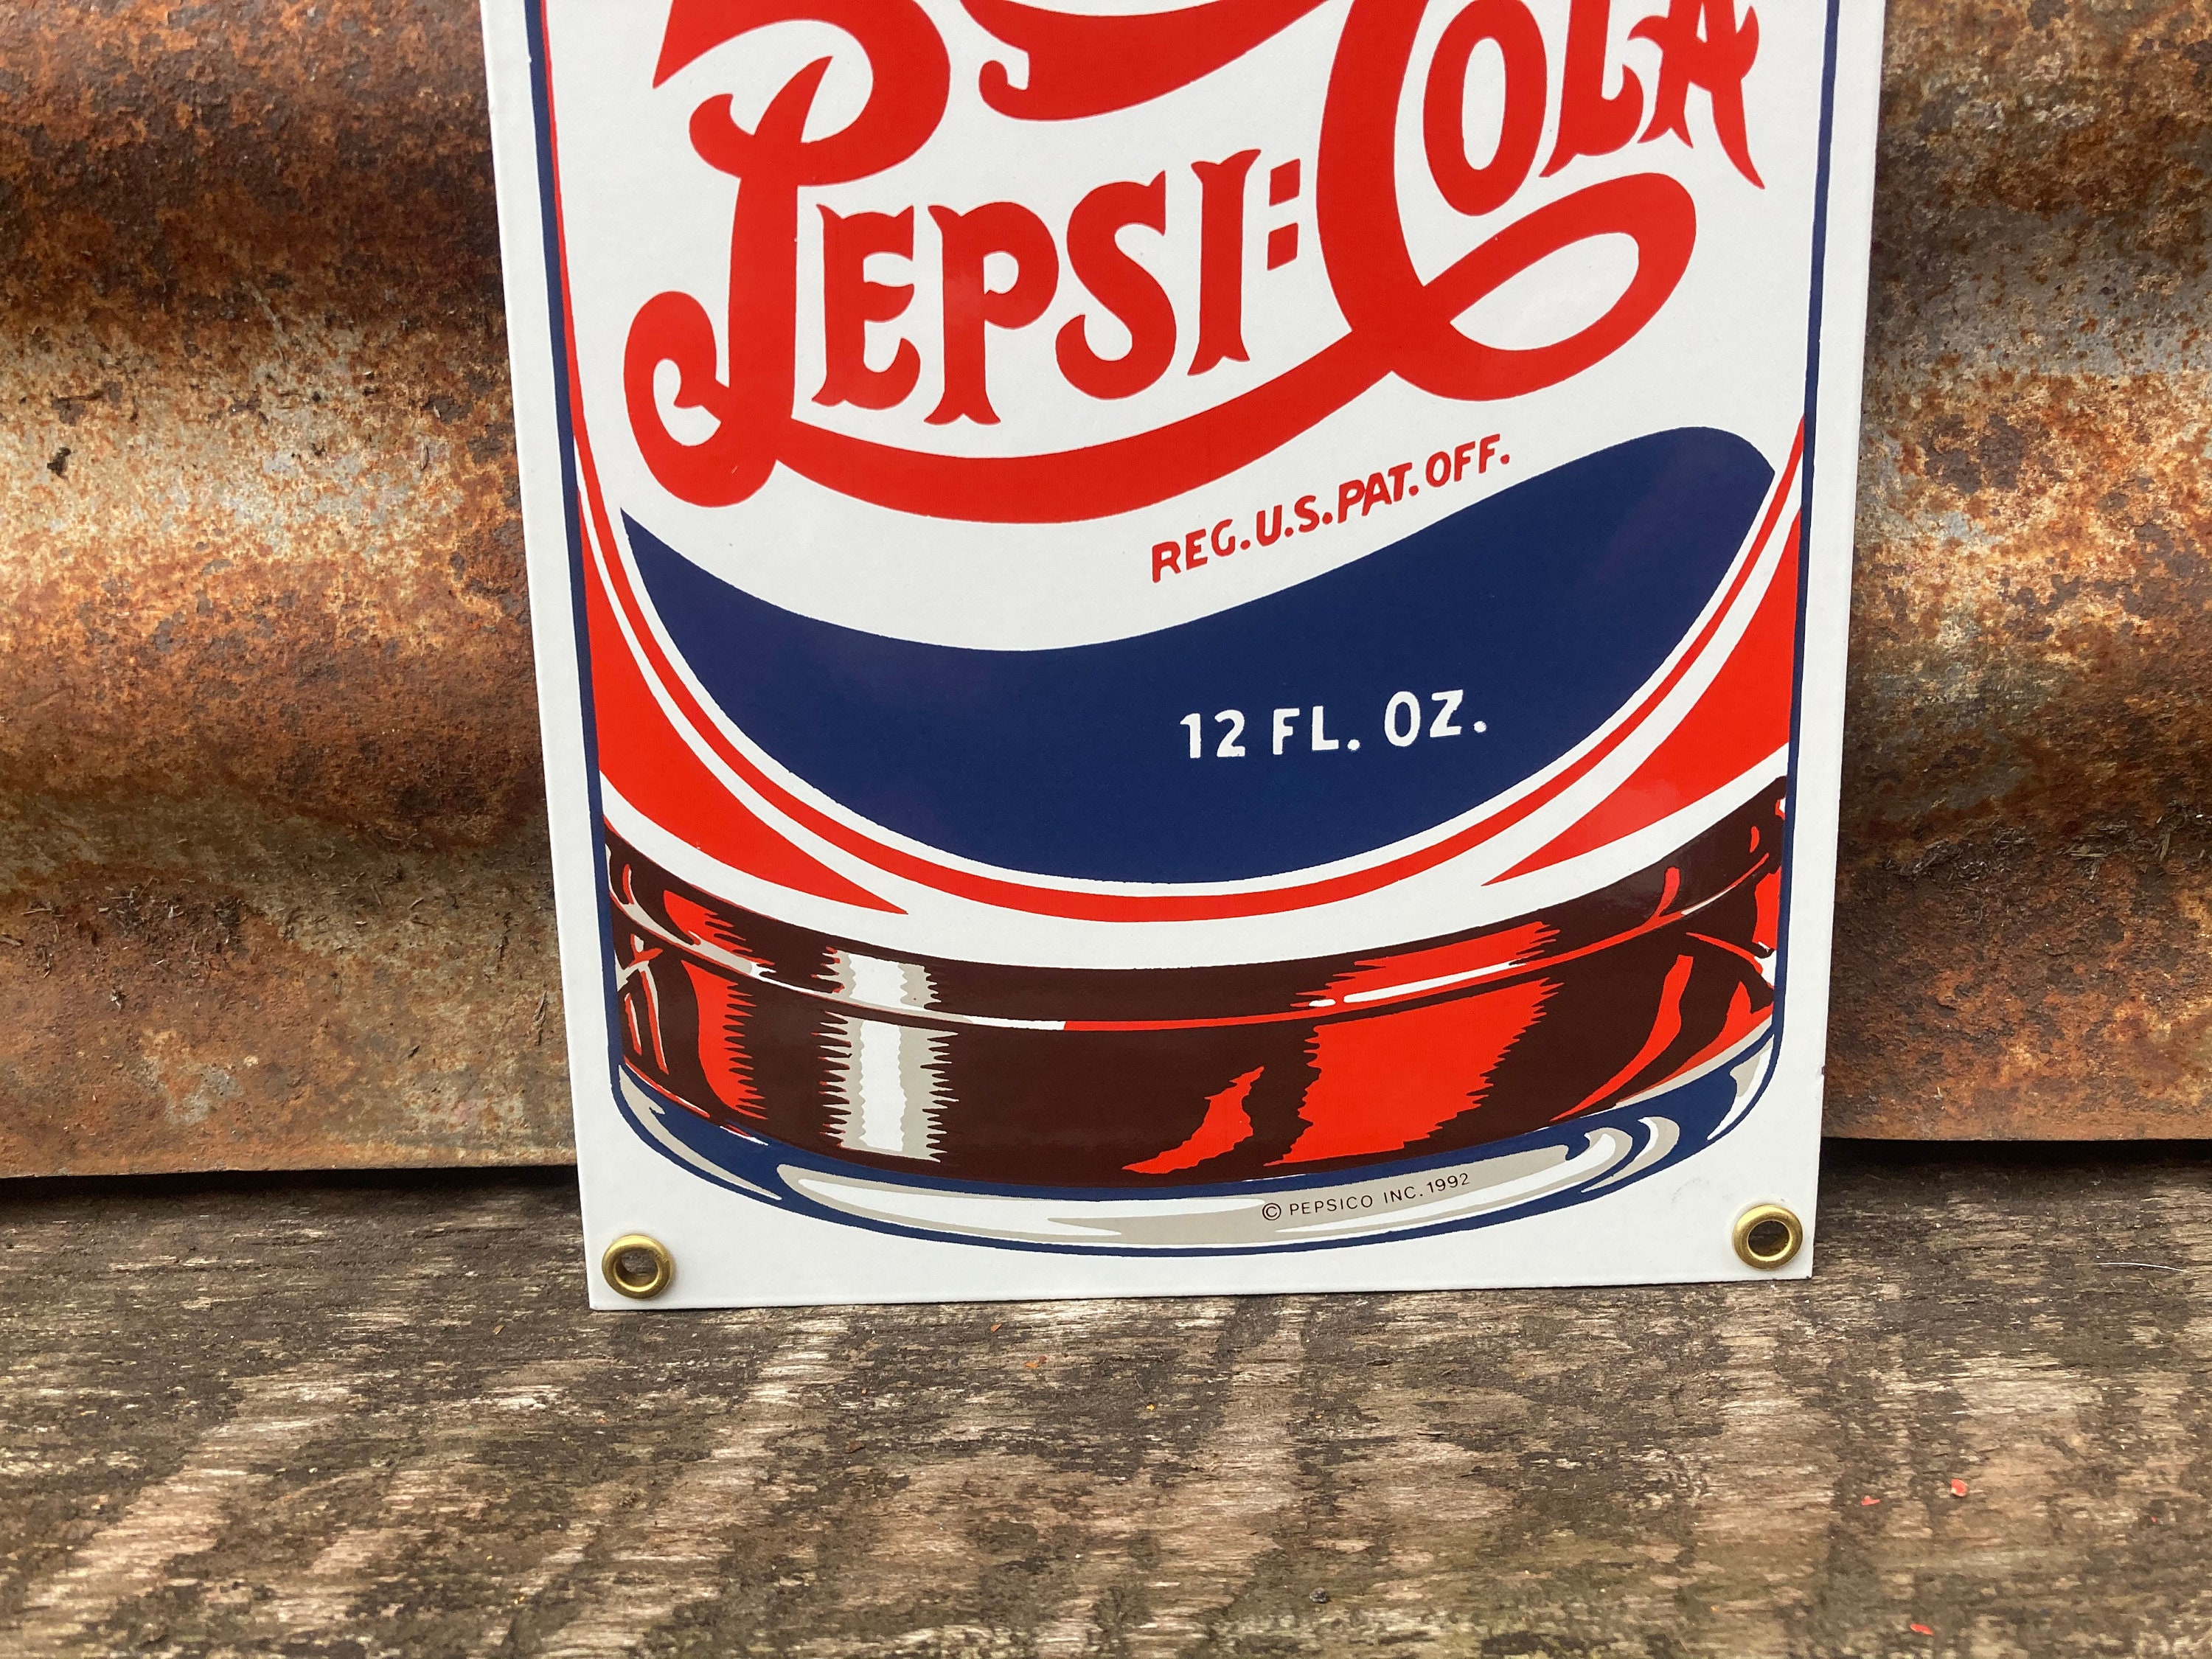 PEPSI:COLA
REG.U.S.PAT.OFF.
12 FL. OZ.
© PEPSICO INC. 1992